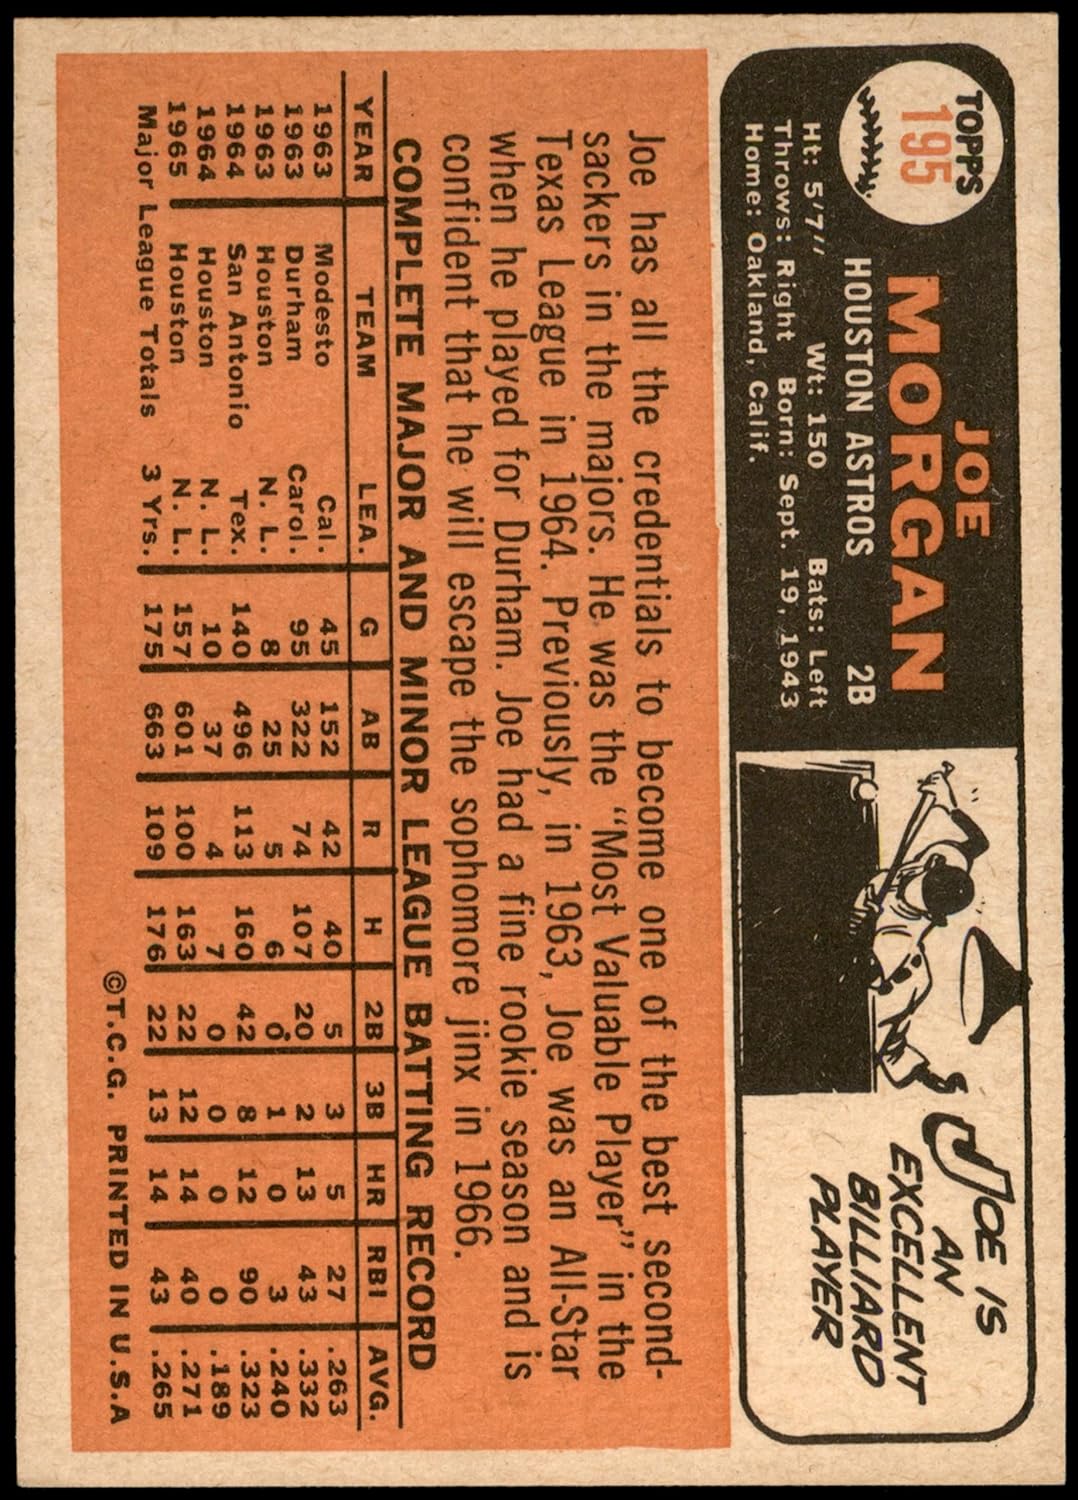 TOPPS
195
JOE
MORGAN
HOUSTON ASTROS 2B
Ht: 5'7" Wt: 150 Bats: Left
Throws: Right Born: Sept. 19, 1943
Home: Oakland, Calif.
JOE IS
AN
EXCELLENT
BILLIARD
PLAYER
Joe has all the credentials to become one of the best second-
sackers in the majors. He was the "Most Valuable Player" in the
Texas League in 1964. Previously, in 1963, Joe was an All-Star
when he played for Durham. Joe had a fine rookie season and is
confident that he will escape the sophomore jinx in 1966.
COMPLETE MAJOR AND MINOR LEAGUE BATTING RECORD
YEAR TEAM LEA. G AB R H 2B 3B HR RBI AVG.
1963 Modesto Cal. 45 152 42 40 5 3 5 27 .263
1963 Durham Carol. 95 322 74 107 20 2 13 43 .332
1963 Houston N. L. 8 25 5 6 0 1 0 3 .240
1964 San Antonio Tex. 140 496 113 160 42 8 12 90 .323
1964 Houston N. L. 10 37 4 7 0 0 0 0 .189
1965 Houston N. L. 157 601 100 163 22 12 14 40 .271
Major League Totals 3 Yrs. 175 663 109 176 22 13 14 43 .265
©T.C.G. PRINTED IN U.S.A